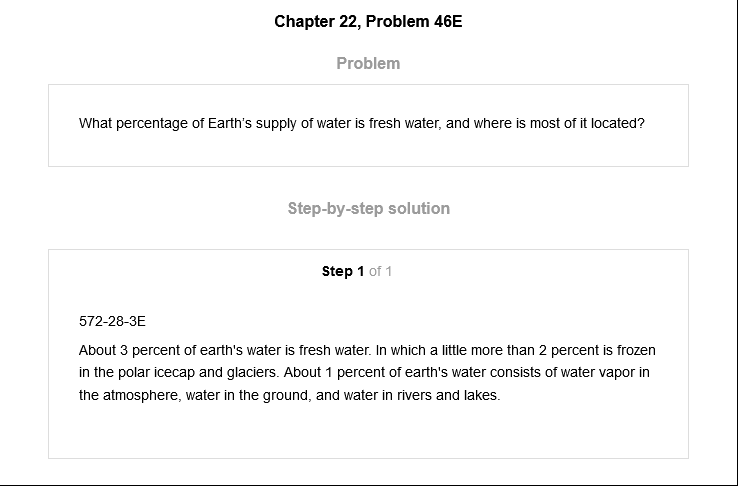 Chapter 22, Problem 46E
Problem
What percentage of Earth’s supply of water is fresh water, and where is most of it located?
Step-by-step solution
Step 1 of 1
572-28-3E
About 3 percent of earth's water is fresh water. In which a little more than 2 percent is frozen
in the polar icecap and glaciers. About 1 percent of earth's water consists of water vapor in
the atmosphere, water in the ground, and water in rivers and lakes.